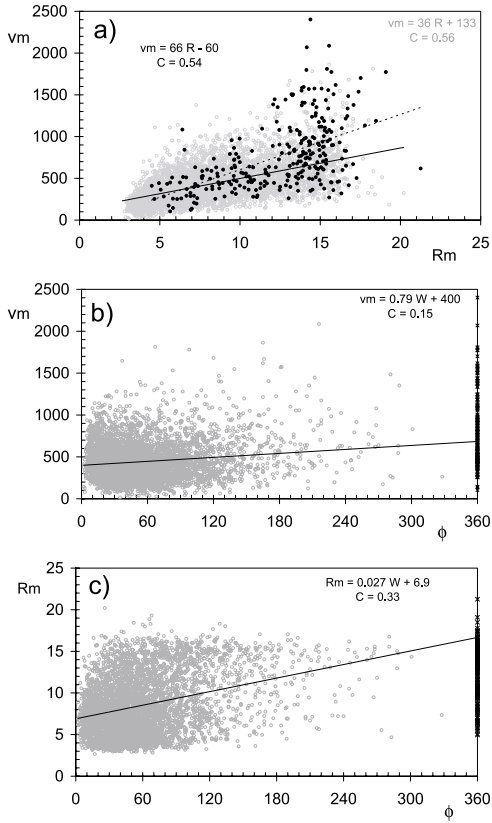 a)
vm
vm = 66 R - 60
C = 0.54
vm = 36 R + 133
C = 0.56
2500
2000
1500
1000
500
0
0 5 10 15 20 25
Rm
b)
vm
vm = 0.79 W + 400
C = 0.15
2500
2000
1500
1000
500
0
0 60 120 180 240 300 360
ϕ
c)
Rm
Rm = 0.027 W + 6.9
C = 0.33
25
20
15
10
5
0
0 60 120 180 240 300 360
ϕ